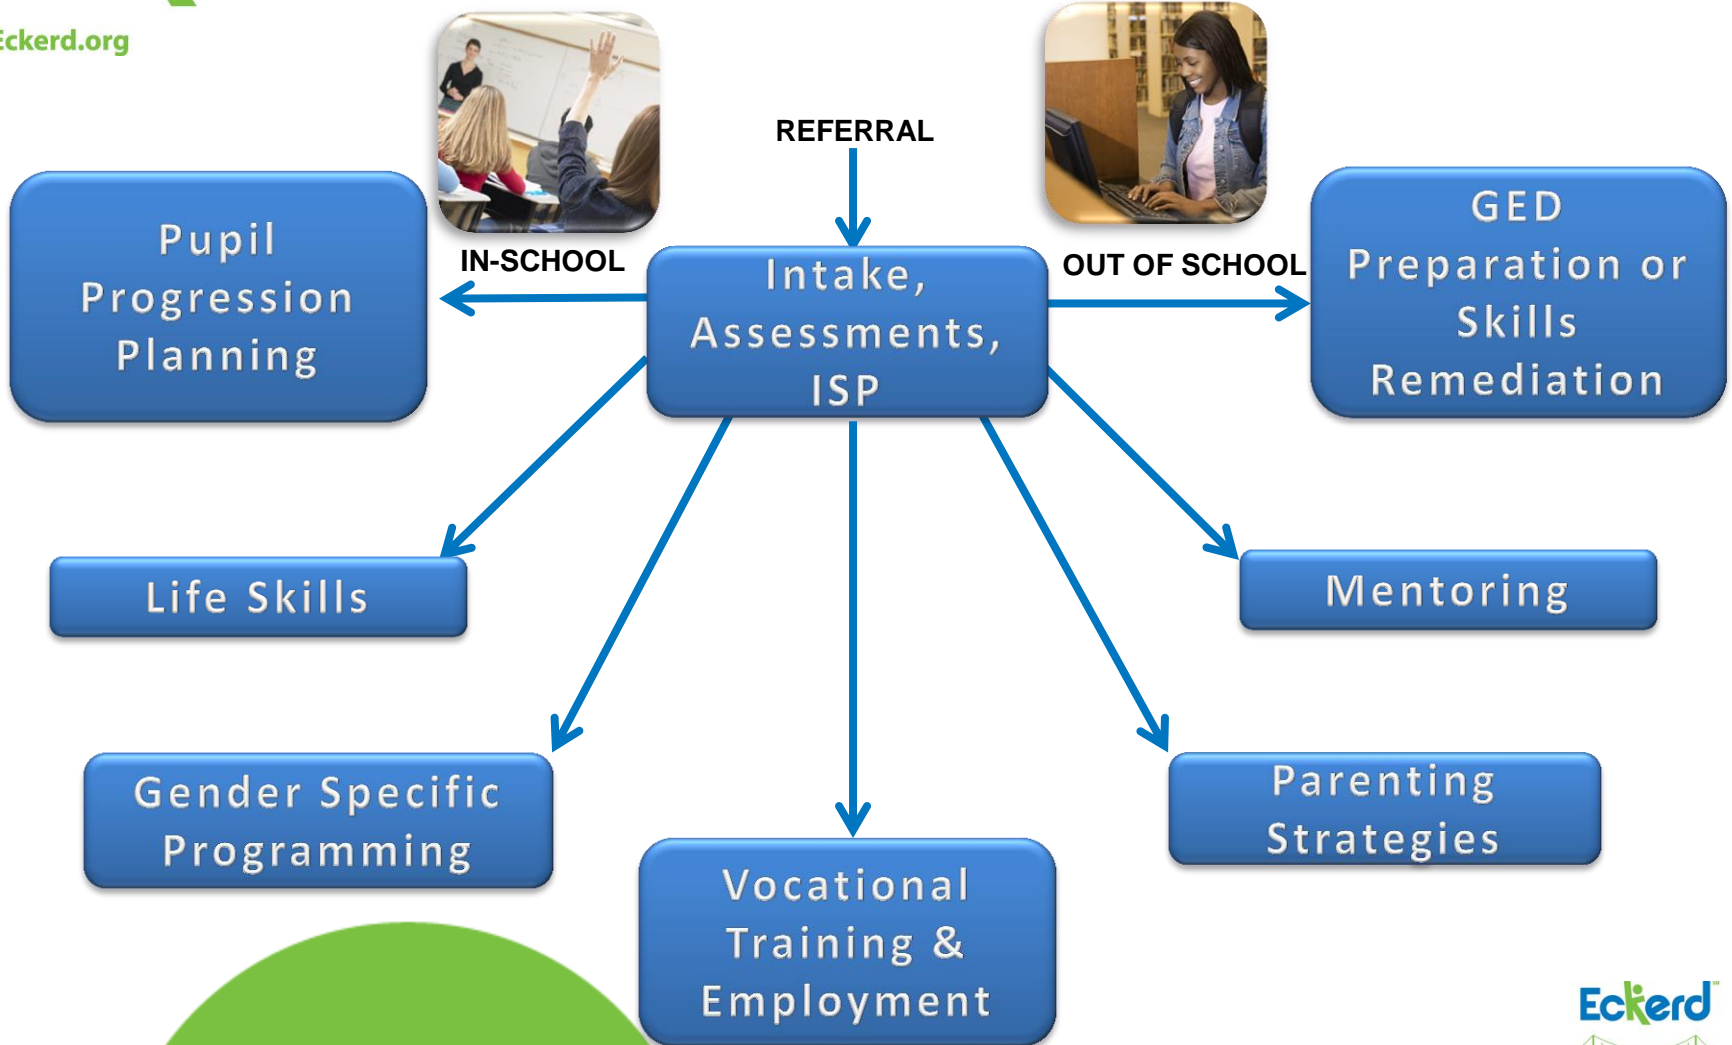 Eckerd.org
REFERRAL
Pupil
Progression
Planning
IN-SCHOOL
Intake,
Assessments,
ISP
OUT OF SCHOOL
GED
Preparation or
Skills
Remediation
Life Skills
Mentoring
Gender Specific
Programming
Vocational
Training &
Employment
Parenting
Strategies
Eckerd™